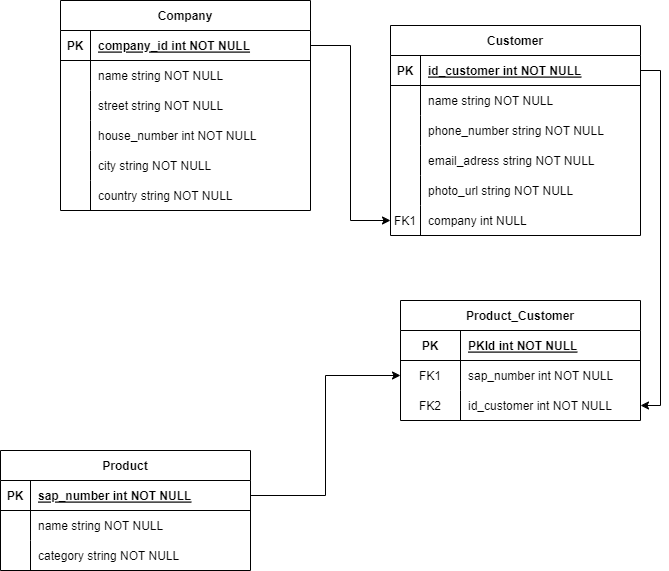 Company
PK company_id int NOT NULL
name string NOT NULL
street string NOT NULL
house_number int NOT NULL
city string NOT NULL
country string NOT NULL
Customer
PK id_customer int NOT NULL
name string NOT NULL
phone_number string NOT NULL
email_adress string NOT NULL
photo_url string NOT NULL
FK1 company int NULL
Product_Customer
PK PKId int NOT NULL
FK1 sap_number int NOT NULL
FK2 id_customer int NOT NULL
Product
PK sap_number int NOT NULL
name string NOT NULL
category string NOT NULL